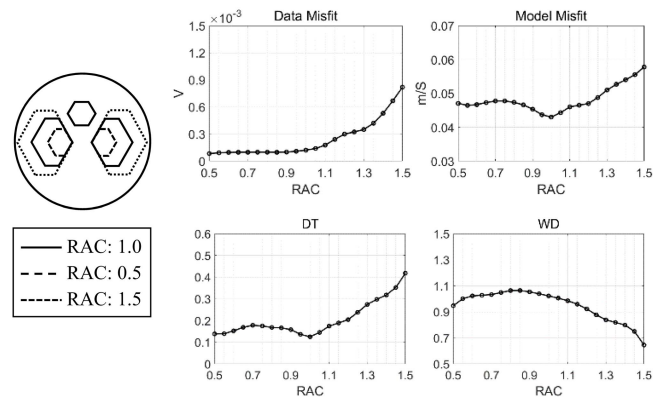 RAC: 1.0
RAC: 0.5
RAC: 1.5
Data Misfit
×10⁻³
1.5
1.2
0.9
0.6
0.3
0
V
0.5 0.7 0.9 1.1 1.3 1.5
RAC
Model Misfit
0.07
0.06
0.05
0.04
0.03
m/S
0.5 0.7 0.9 1.1 1.3 1.5
RAC
DT
0.6
0.5
0.4
0.3
0.2
0.1
0
0.5 0.7 0.9 1.1 1.3 1.5
RAC
WD
1.5
1.3
1.1
0.9
0.7
0.5
0.5 0.7 0.9 1.1 1.3 1.5
RAC